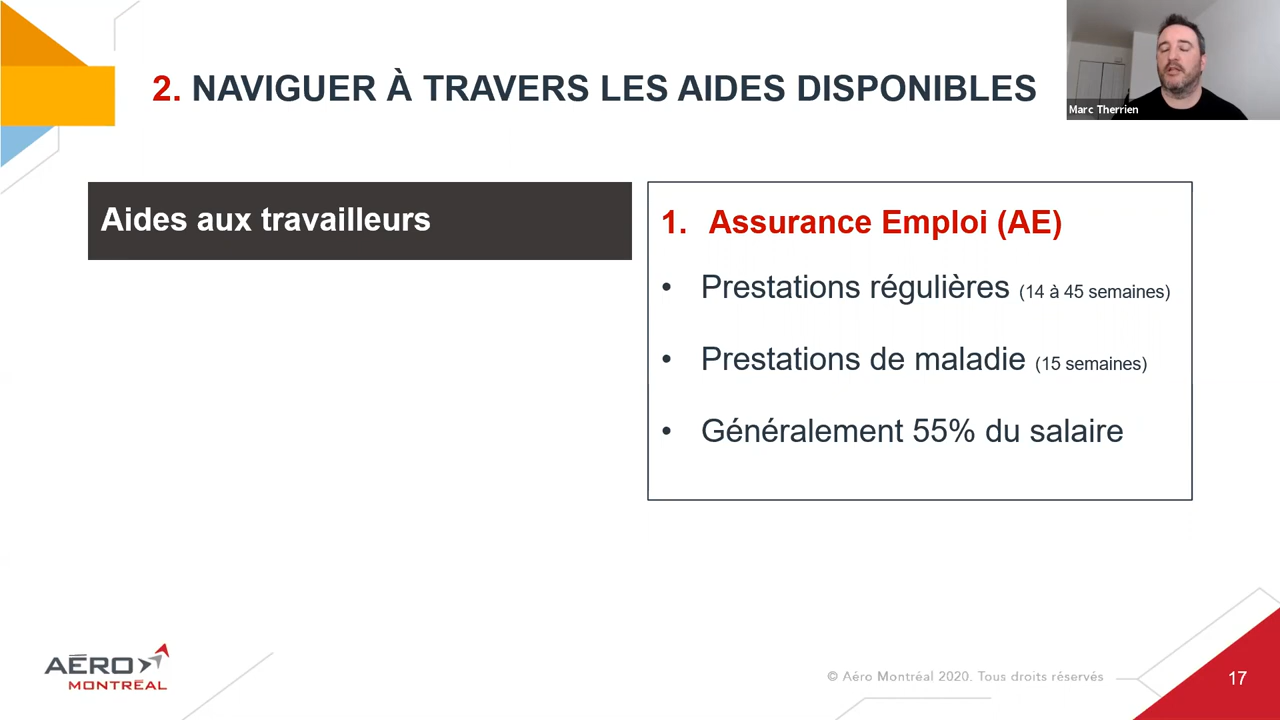 2. NAVIGUER À TRAVERS LES AIDES DISPONIBLES
Marc Therrien
Aides aux travailleurs
1. Assurance Emploi (AE)
• Prestations régulières (14 à 45 semaines)
• Prestations de maladie (15 semaines)
• Généralement 55% du salaire
AÉRO
MONTRÉAL
© Aéro Montréal 2020. Tous droits réservés
17